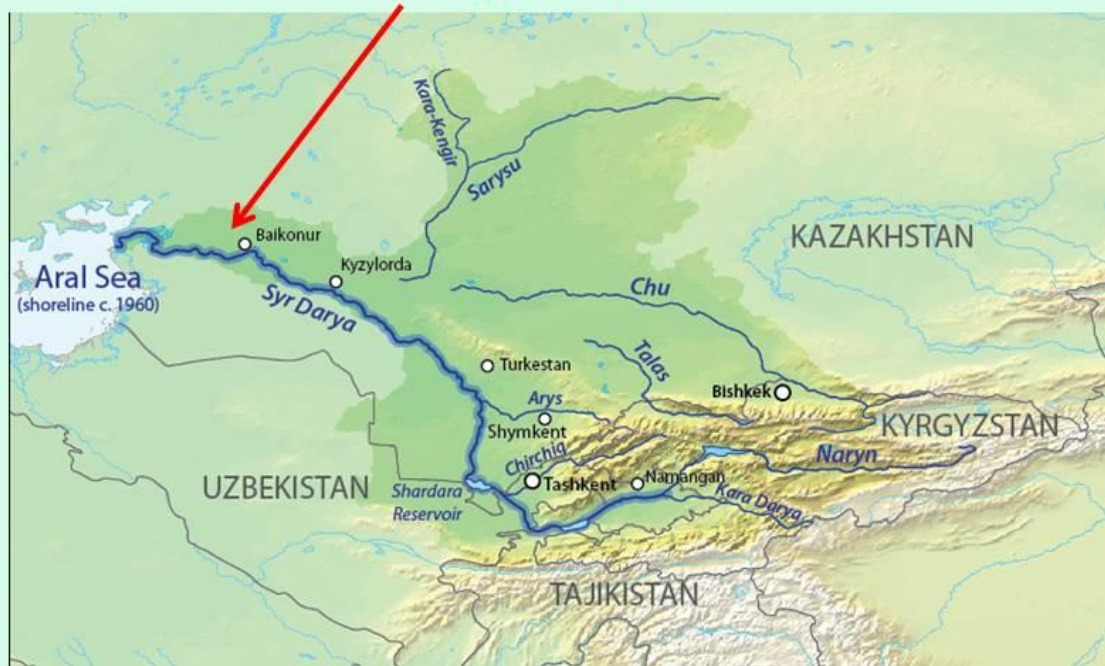 Kara-Kengir
Sarysu
Baikonur
KAZAKHSTAN
Aral Sea
(shoreline c. 1960)
Kyzylorda
Syr Darya
Chu
Talas
Turkestan
Bishkek
Arys
Shymkent
KYRGYZSTAN
Chirchiq
Naryn
UZBEKISTAN
Shardara
Reservoir
Tashkent
Namangan
Kara Darya
TAJIKISTAN